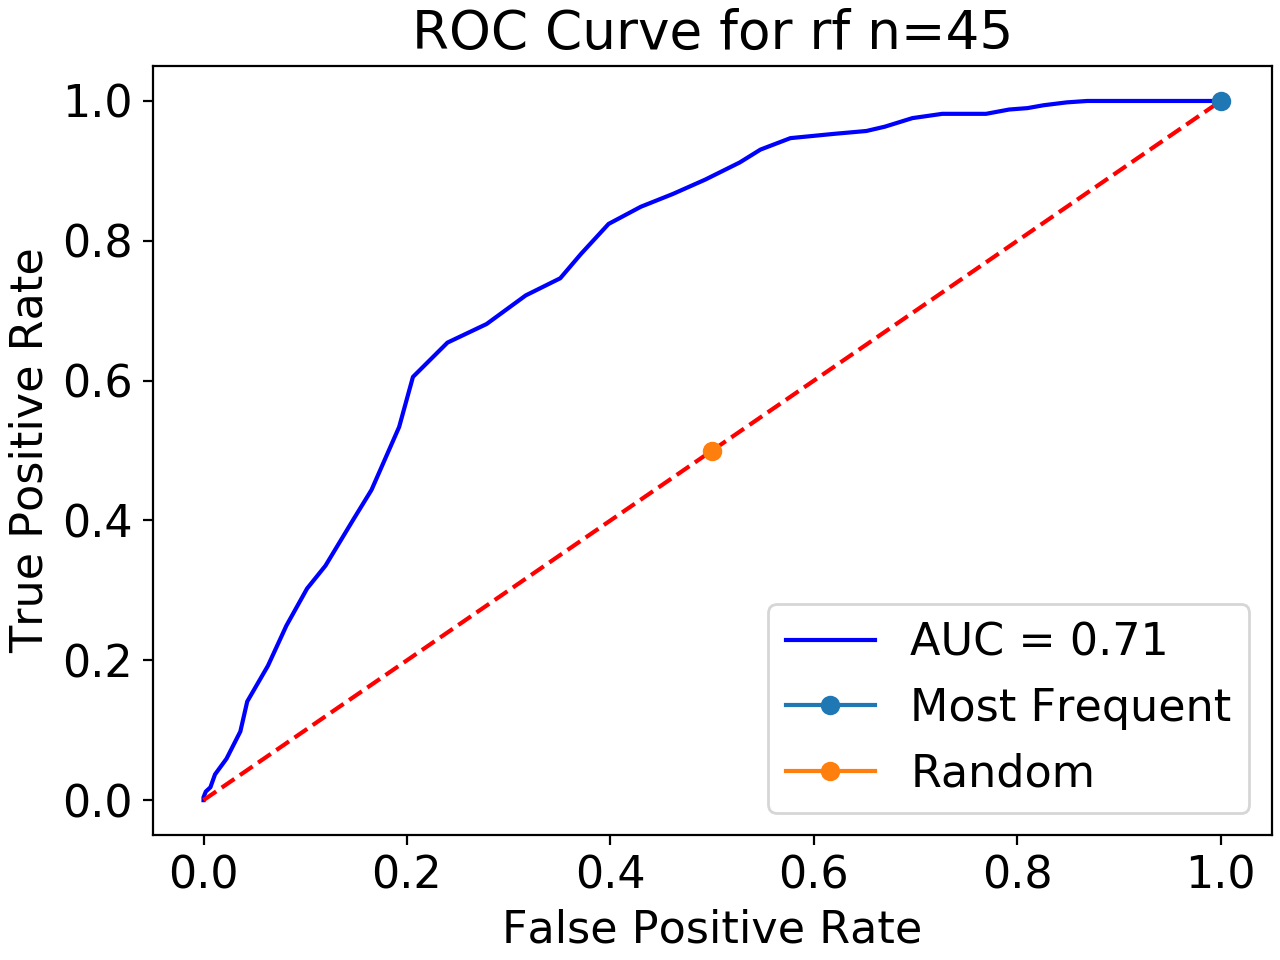 ROC Curve for rf n=45
1.0
0.8
0.6
0.4
0.2
0.0
True Positive Rate
AUC = 0.71
Most Frequent
Random
0.0 0.2 0.4 0.6 0.8 1.0
False Positive Rate